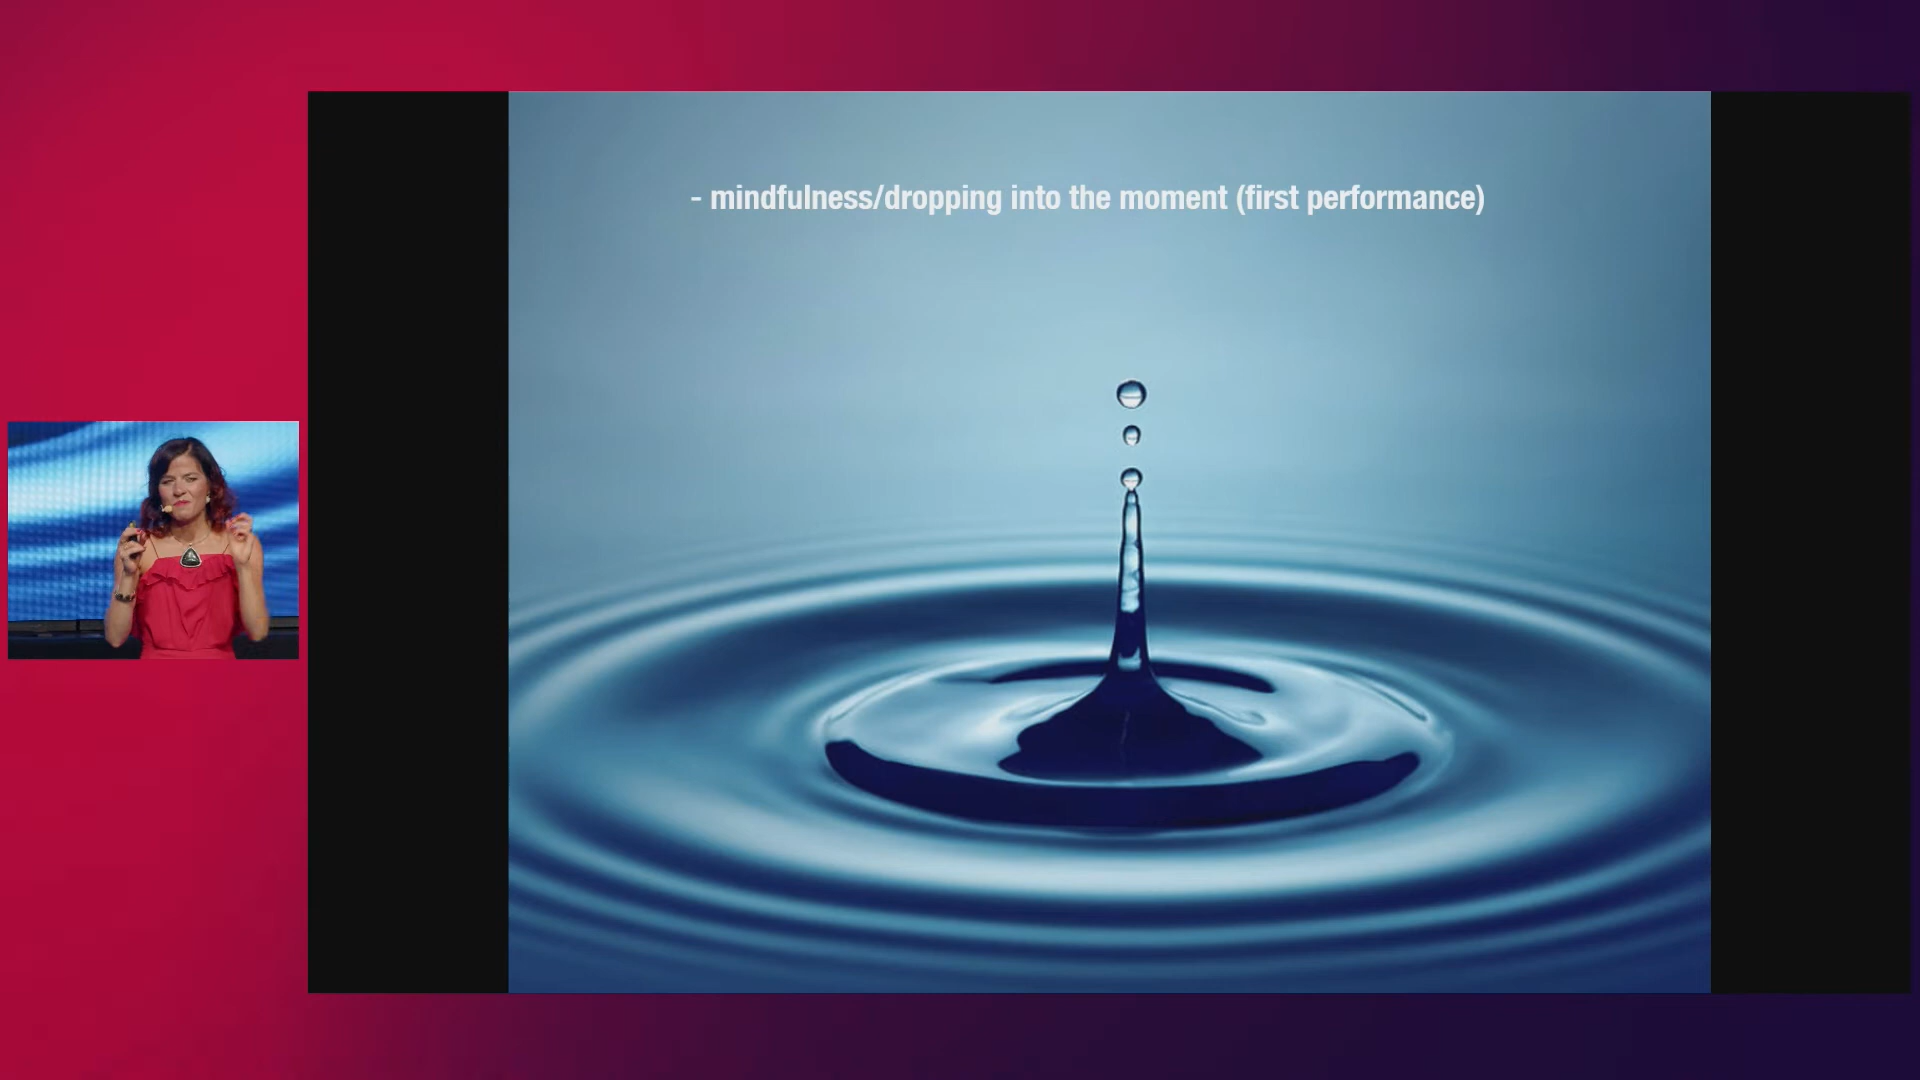 - mindfulness/dropping into the moment (first performance)